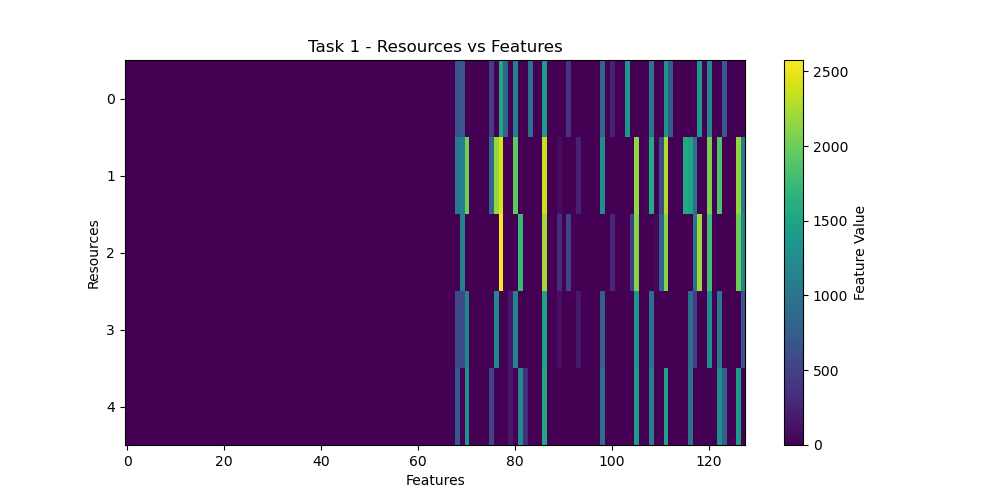 Task 1 - Resources vs Features
Resources
0
1
2
3
4
0 20 40 60 80 100 120
Features
2500
2000
1500
1000
500
0
Feature Value